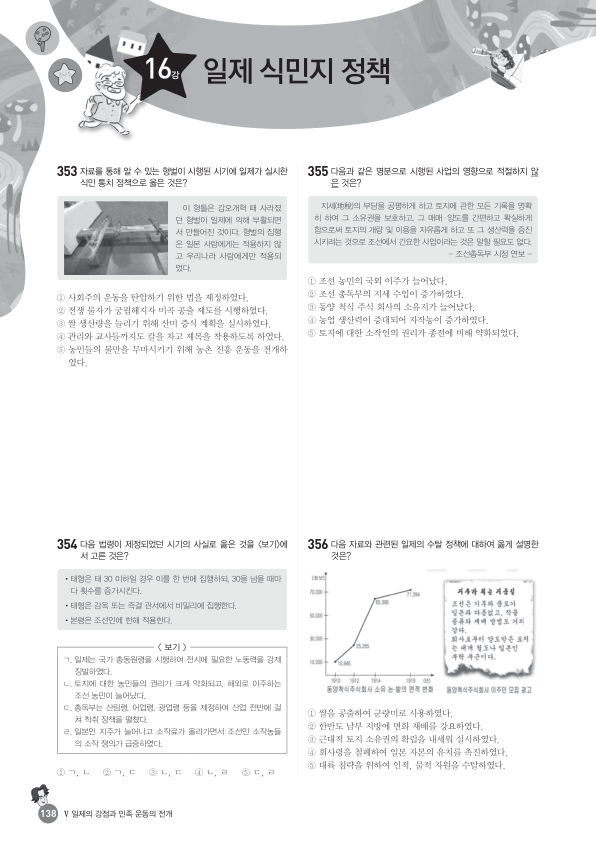 16강 일제 식민지 정책
353 자료를 통해 알 수 있는 형벌이 시행된 시기에 일제가 실시한
식민 통치 정책으로 옳은 것은?
이 형틀은 갑오개혁 때 사라졌
던 형벌이 일제에 의해 부활되면
서 만들어진 것이다. 형벌의 집행
은 일본 사람에게는 적용하지 않
고 우리나라 사람에게만 적용되
었다.
① 사회주의 운동을 탄압하기 위한 법을 제정하였다.
② 전쟁 물자가 궁핍해지자 미곡 공출 제도를 시행하였다.
③ 쌀 생산량을 늘리기 위해 산미 증식 계획을 실시하였다.
④ 관리와 교사들까지도 칼을 차고 제복을 착용하도록 하였다.
⑤ 농민들의 불만을 무마시키기 위해 농촌 진흥 운동을 전개하
였다.
354 다음 법령이 제정되었던 시기의 사실로 옳은 것을 <보기>에
서 고른 것은?
• 태형은 태 30 이하일 경우 이를 한 번에 집행하되, 30을 넘을 때마
다 횟수를 증가시킨다.
• 태형은 감옥 또는 즉결 관서에서 비밀리에 집행한다.
• 본령은 조선인에 한해 적용한다.
< 보기 >
ㄱ. 일제는 국가 총동원령을 시행하여 전시에 필요한 노동력을 강제
징발하였다.
ㄴ. 토지에 대한 농민들의 권리가 크게 약화되고, 해외로 이주하는
조선 농민이 늘어났다.
ㄷ. 총독부는 산림령, 어업령, 광업령 등을 제정하여 산업 전반에 걸
쳐 착취 정책을 펼쳤다.
ㄹ. 일본인 지주가 늘어나고 소작료가 올라가면서 조선인 소작농들
의 소작 쟁의가 급증하였다.
① ㄱ, ㄴ ② ㄱ, ㄷ ③ ㄴ, ㄷ ④ ㄴ, ㄹ ⑤ ㄷ, ㄹ
355 다음과 같은 명분으로 시행된 사업의 영향으로 적절하지 않
은 것은?
지세(地稅)의 부담을 공평하게 하고 토지에 관한 모든 기록을 명확
히 하여 그 소유권을 보호하고, 그 매매·양도를 간편하고 확실하게
함으로써 토지의 개량 및 이용을 자유롭게 하고 또 그 생산력을 증진
시키려는 것으로 조선에서 긴요한 사업이라는 것은 말할 필요도 없다.
– 조선총독부 시정 연보 –
① 조선 농민의 국외 이주가 늘어났다.
② 조선 총독부의 지세 수입이 증가하였다.
③ 동양 척식 주식 회사의 소유지가 늘어났다.
④ 농업 생산력이 증대되어 자작농이 증가하였다.
⑤ 토지에 대한 소작인의 권리가 종전에 비해 약화되었다.
356 다음 자료와 관련된 일제의 수탈 정책에 대하여 옳게 설명한
것은?
70,000
50,000
30,000
10,000
10,945
25,265
65,398
71,294
1910 1912 1914 1919
동양척식주식회사 소유 논·밭의 면적 변화
조선은 기후와 풍토가
일본과 다름없고, 작물
종류와 재배 방법도 거의
같다.
회사로부터 양도받은 토지
는 대개 철도나 일본인
부락 부근이다.
동양척식주식회사 이주민 모집 광고
① 쌀을 공출하여 군량미로 사용하였다.
② 한반도 남부 지방에 면화 재배를 강요하였다.
③ 근대적 토지 소유권의 확립을 내세워 실시하였다.
④ 회사령을 철폐하여 일본 자본의 유치를 촉진하였다.
⑤ 대륙 침략을 위하여 인적, 물적 자원을 수탈하였다.
138 Ⅴ 일제의 강점과 민족 운동의 전개